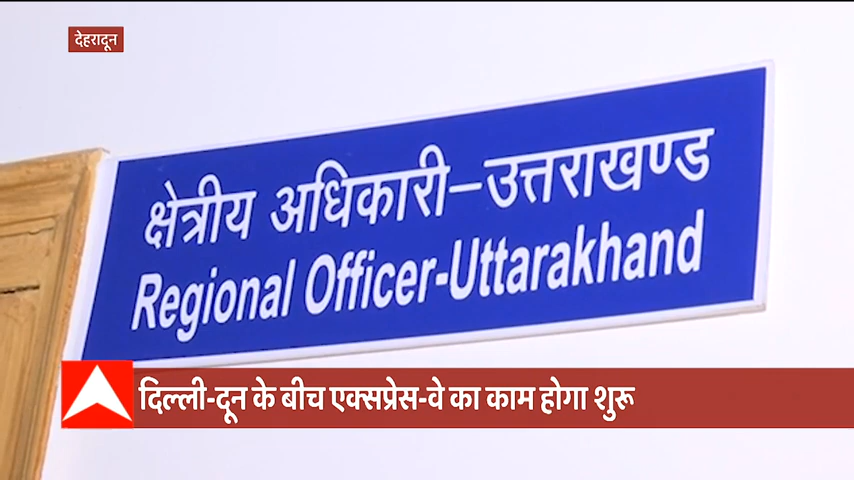 देहरादून
क्षेत्रीय अधिकारी–उत्तराखण्ड
Regional Officer-Uttarakhand
दिल्ली-दून के बीच एक्सप्रेस-वे का काम होगा शुरू